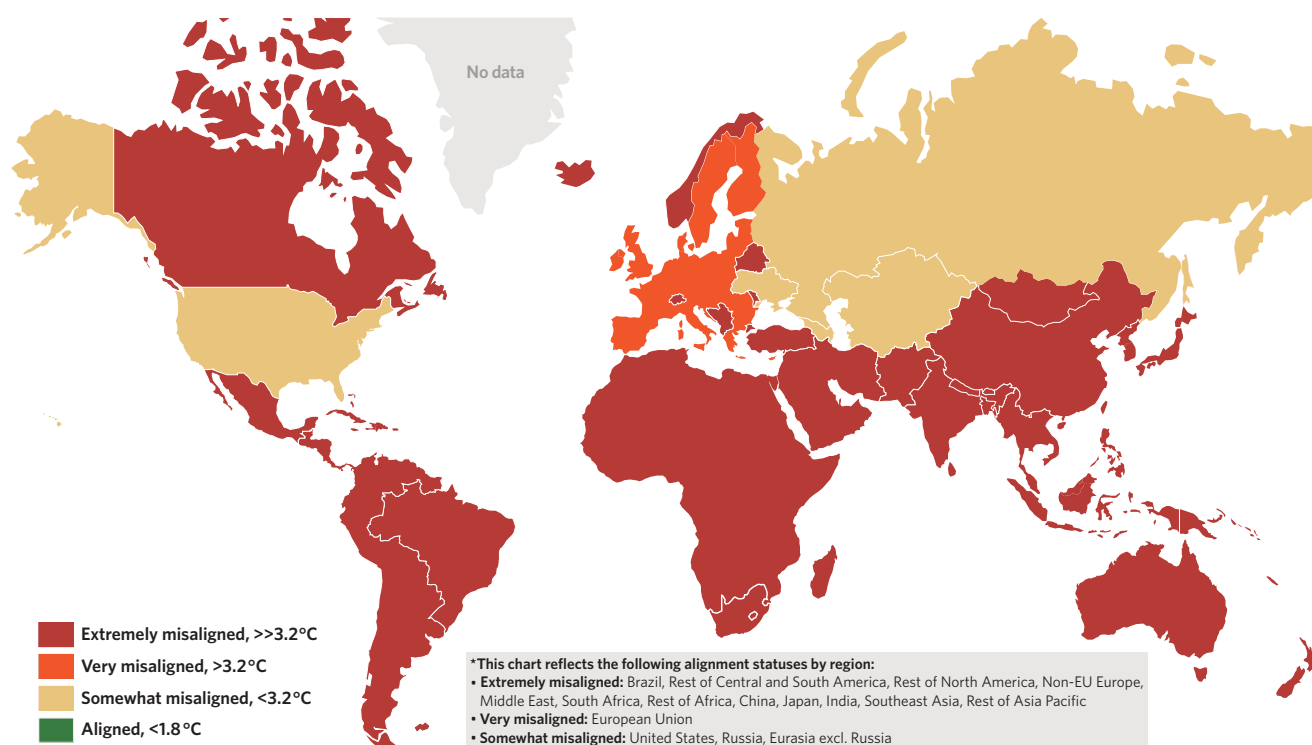 No data
Extremely misaligned, >>3.2°C
Very misaligned, >3.2°C
Somewhat misaligned, <3.2°C
Aligned, <1.8°C
*This chart reflects the following alignment statuses by region:
• Extremely misaligned: Brazil, Rest of Central and South America, Rest of North America, Non-EU Europe,
Middle East, South Africa, Rest of Africa, China, Japan, India, Southeast Asia, Rest of Asia Pacific
• Very misaligned: European Union
• Somewhat misaligned: United States, Russia, Eurasia excl. Russia